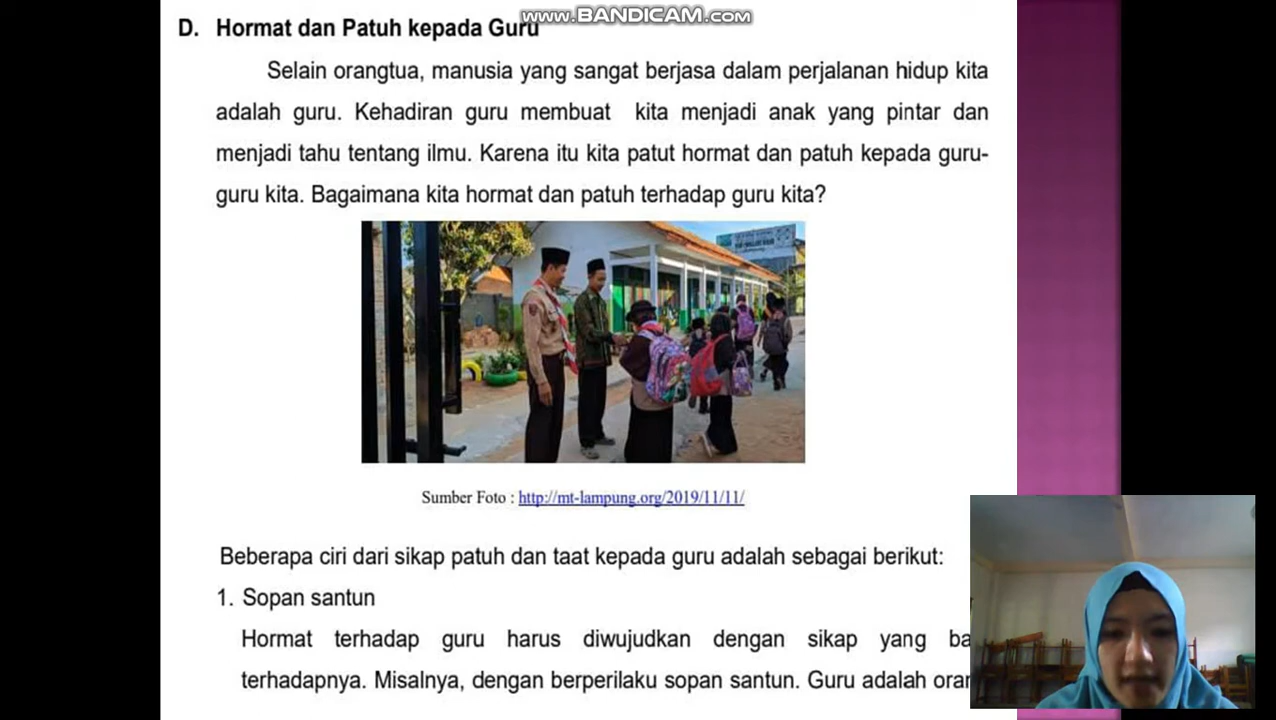 www.BANDICAM.com
D. Hormat dan Patuh kepada Guru
Selain orangtua, manusia yang sangat berjasa dalam perjalanan hidup kita
adalah guru. Kehadiran guru membuat kita menjadi anak yang pintar dan
menjadi tahu tentang ilmu. Karena itu kita patut hormat dan patuh kepada guru-
guru kita. Bagaimana kita hormat dan patuh terhadap guru kita?
Sumber Foto : http://mt-lampung.org/2019/11/11/
Beberapa ciri dari sikap patuh dan taat kepada guru adalah sebagai berikut:
1. Sopan santun
Hormat terhadap guru harus diwujudkan dengan sikap yang
terhadapnya. Misalnya, dengan berperilaku sopan santun. Guru adalah